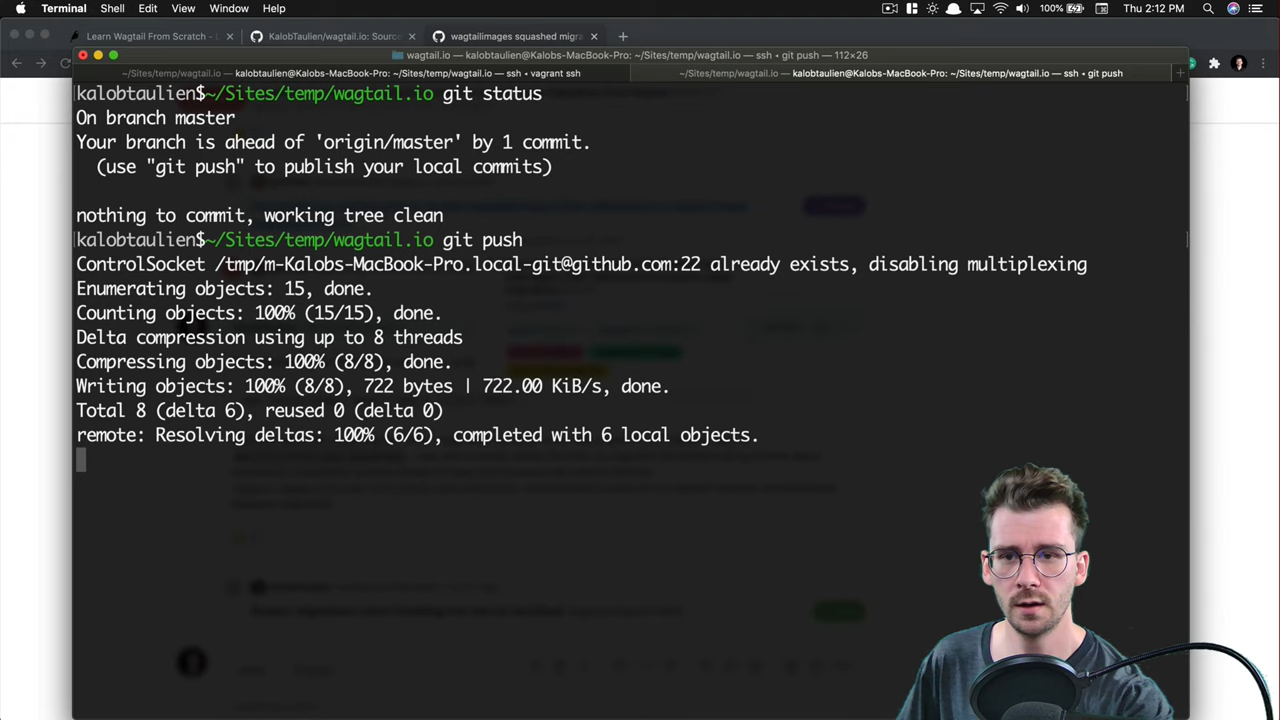 Terminal Shell Edit View Window Help 100% Thu 2:12 PM
Learn Wagtail From Scratch - L KalobTaulien/wagtail.io: Source wagtailimages squashed migra
wagtail.io — kalobtaulien@Kalobs-MacBook-Pro: ~/Sites/temp/wagtail.io — ssh ‹ git push — 112×26
~/Sites/temp/wagtail.io — kalobtaulien@Kalobs-MacBook-Pro: ~/Sites/temp/wagtail.io — ssh ‹ vagrant ssh ~/Sites/temp/wagtail.io — kalobtaulien@Kalobs-MacBook-Pro: ~/Sites/temp/wagtail.io — ssh ‹ git push
kalobtaulien$~/Sites/temp/wagtail.io git status
On branch master
Your branch is ahead of 'origin/master' by 1 commit.
(use "git push" to publish your local commits)
nothing to commit, working tree clean
kalobtaulien$~/Sites/temp/wagtail.io git push
ControlSocket /tmp/m-Kalobs-MacBook-Pro.local-git@github.com:22 already exists, disabling multiplexing
Enumerating objects: 15, done.
Counting objects: 100% (15/15), done.
Delta compression using up to 8 threads
Compressing objects: 100% (8/8), done.
Writing objects: 100% (8/8), 722 bytes | 722.00 KiB/s, done.
Total 8 (delta 6), reused 0 (delta 0)
remote: Resolving deltas: 100% (6/6), completed with 6 local objects.